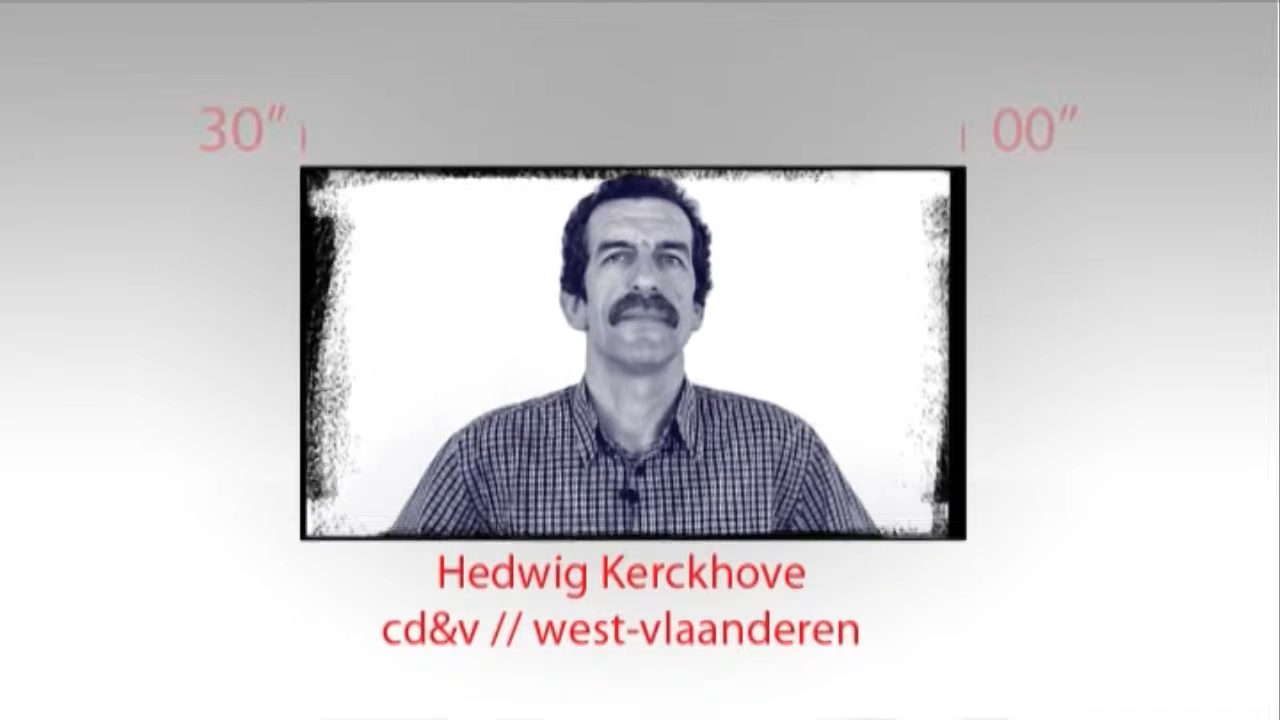 30”
00”
Hedwig Kerckhove
cd&v // west-vlaanderen